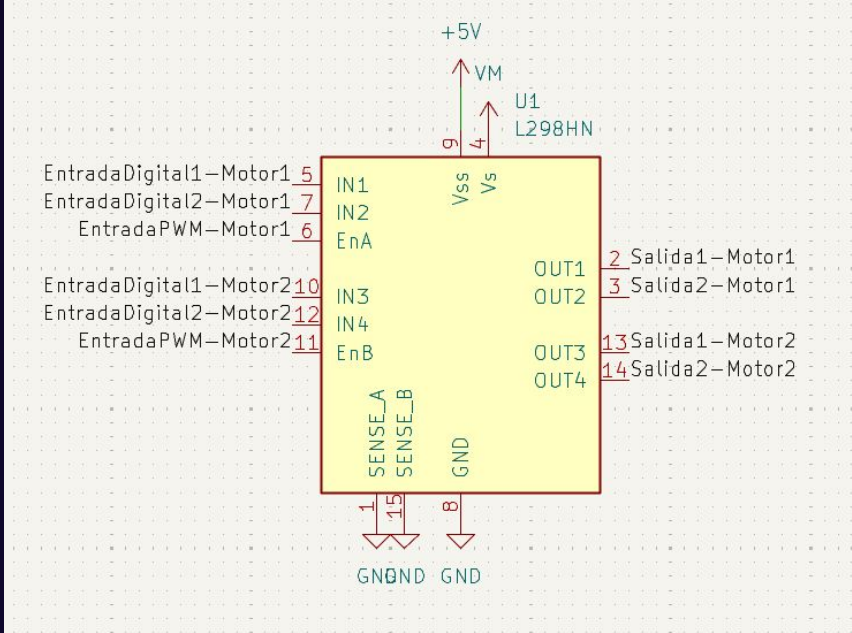 +5V
VM
U1
L298HN
9
4
Vss
Vs
EntradaDigital1-Motor1 5 IN1
EntradaDigital2-Motor1 7 IN2
EntradaPWM-Motor1 6 EnA
EntradaDigital1-Motor2 10 IN3
EntradaDigital2-Motor2 12 IN4
EntradaPWM-Motor2 11 EnB
OUT1 2 Salida1-Motor1
OUT2 3 Salida2-Motor1
OUT3 13 Salida1-Motor2
OUT4 14 Salida2-Motor2
SENSE_A
SENSE_B
GND
1
15
8
GND
GND
GND